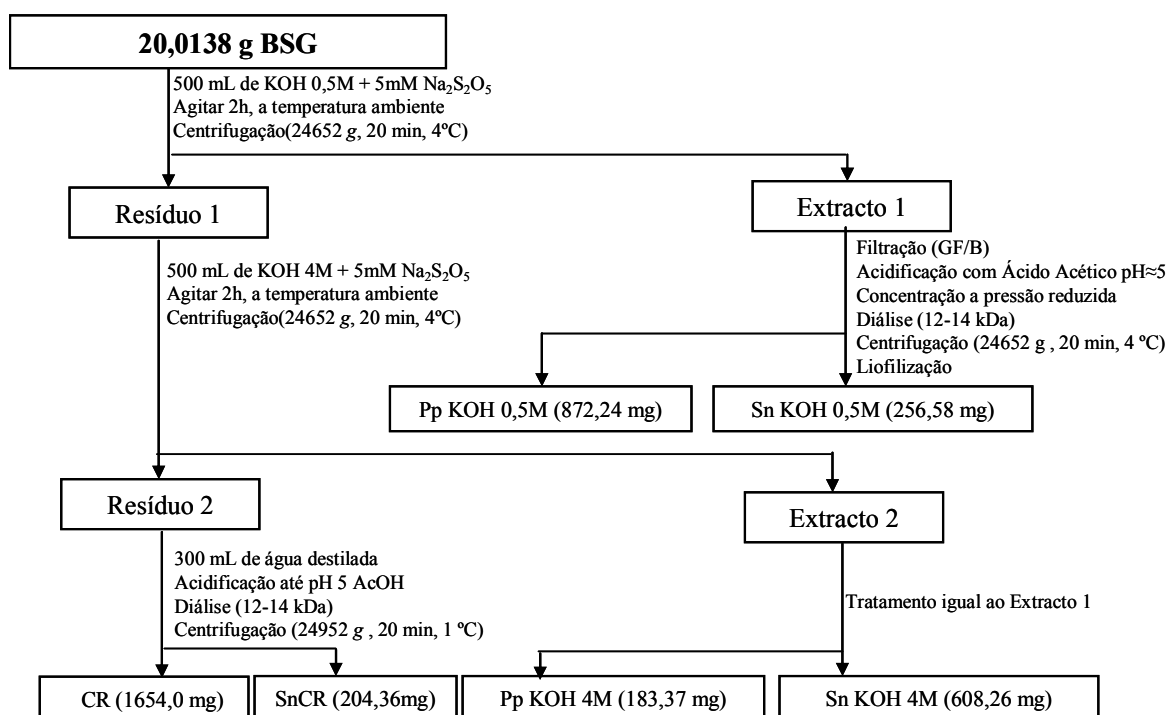 20,0138 g BSG
500 mL de KOH 0,5M + 5mM Na₂S₂O₅
Agitar 2h, a temperatura ambiente
Centrifugação(24652 g, 20 min, 4ºC)
Resíduo 1
Extracto 1
500 mL de KOH 4M + 5mM Na₂S₂O₅
Agitar 2h, a temperatura ambiente
Centrifugação(24652 g, 20 min, 4ºC)
Filtração (GF/B)
Acidificação com Ácido Acético pH≈5
Concentração a pressão reduzida
Diálise (12-14 kDa)
Centrifugação (24652 g , 20 min, 4 ºC)
Liofilização
Pp KOH 0,5M (872,24 mg)
Sn KOH 0,5M (256,58 mg)
Resíduo 2
Extracto 2
300 mL de água destilada
Acidificação até pH 5 AcOH
Diálise (12-14 kDa)
Centrifugação (24952 g , 20 min, 1 ºC)
Tratamento igual ao Extracto 1
CR (1654,0 mg)
SnCR (204,36mg)
Pp KOH 4M (183,37 mg)
Sn KOH 4M (608,26 mg)